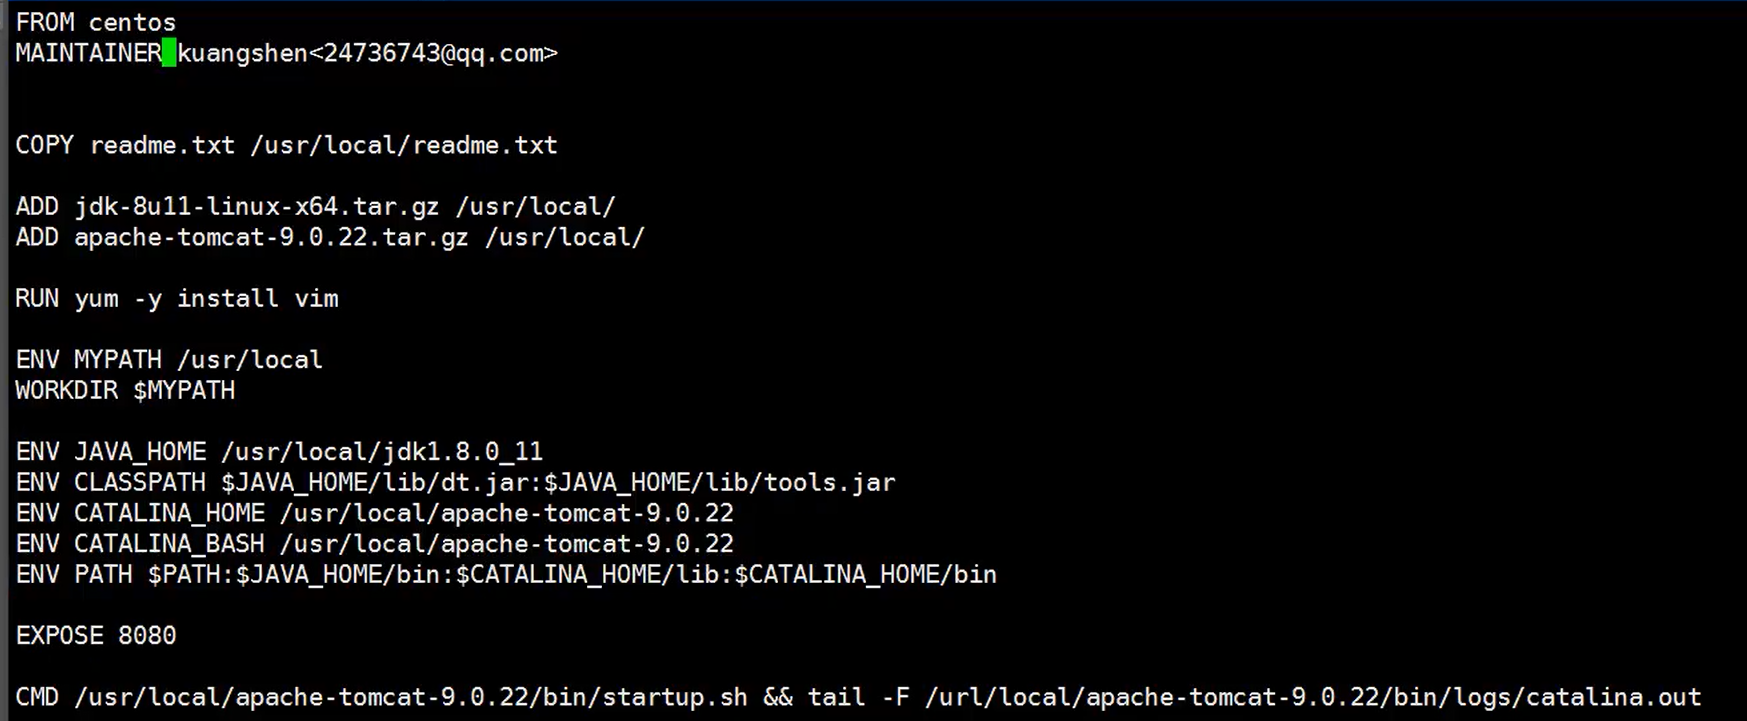 FROM centos
MAINTAINER kuangshen<24736743@qq.com>
COPY readme.txt /usr/local/readme.txt
ADD jdk-8u11-linux-x64.tar.gz /usr/local/
ADD apache-tomcat-9.0.22.tar.gz /usr/local/
RUN yum -y install vim
ENV MYPATH /usr/local
WORKDIR $MYPATH
ENV JAVA_HOME /usr/local/jdk1.8.0_11
ENV CLASSPATH $JAVA_HOME/lib/dt.jar:$JAVA_HOME/lib/tools.jar
ENV CATALINA_HOME /usr/local/apache-tomcat-9.0.22
ENV CATALINA_BASH /usr/local/apache-tomcat-9.0.22
ENV PATH $PATH:$JAVA_HOME/bin:$CATALINA_HOME/lib:$CATALINA_HOME/bin
EXPOSE 8080
CMD /usr/local/apache-tomcat-9.0.22/bin/startup.sh && tail -F /url/local/apache-tomcat-9.0.22/bin/logs/catalina.out